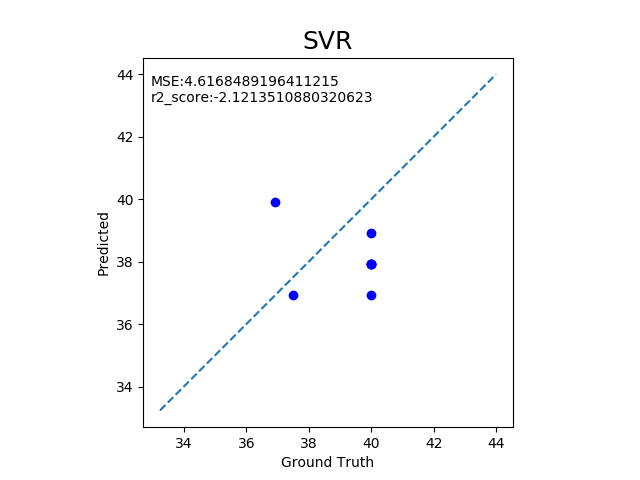 SVR
MSE:4.6168489196411215
r2_score:-2.1213510880320623
44
42
40
38
36
34
Predicted
34 36 38 40 42 44
Ground Truth